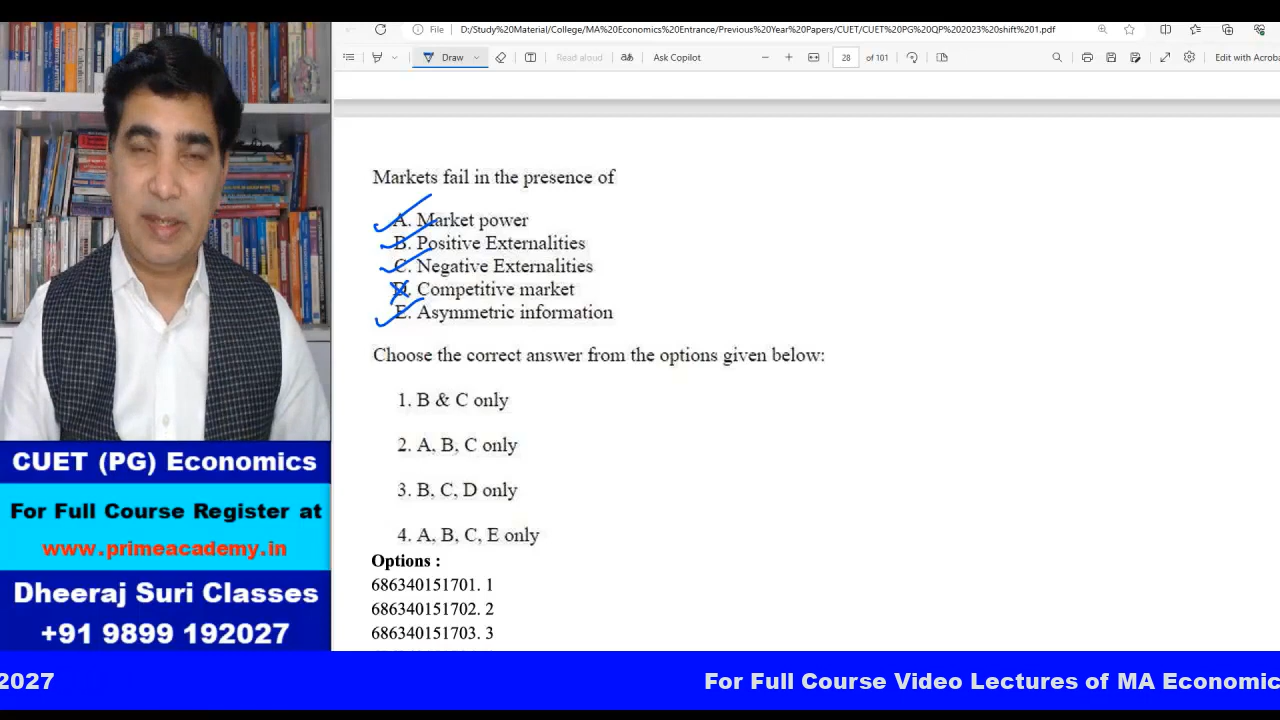 File
D:/Study%20Material/College/MA%20Economics%20Entrance/Previous%20Year%20Papers/CUET/CUET%20PG%20QP%202023%20shift%201.pdf
Draw
Read aloud
Ask Copilot
28
of 101
Edit with Acroba
Markets fail in the presence of
A. Market power
B. Positive Externalities
C. Negative Externalities
D. Competitive market
E. Asymmetric information
Choose the correct answer from the options given below:
1. B & C only
2. A, B, C only
3. B, C, D only
4. A, B, C, E only
Options :
686340151701. 1
686340151702. 2
686340151703. 3
CUET (PG) Economics
For Full Course Register at
www.primeacademy.in
Dheeraj Suri Classes
+91 9899 192027
2027
For Full Course Video Lectures of MA Economic